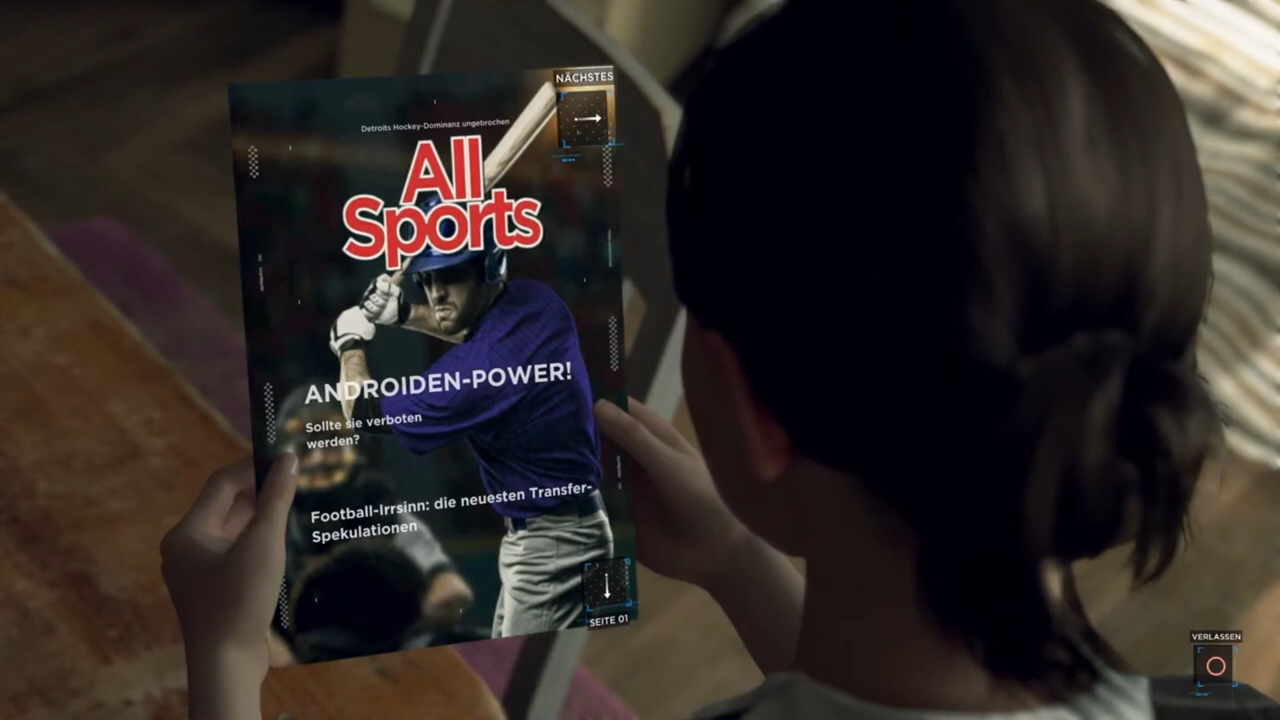 NÄCHSTES
Detroits Hockey-Dominanz ungebrochen
All
Sports
ANDROIDEN-POWER!
Sollte sie verboten
werden?
Football-Irrsinn: die neuesten Transfer-
Spekulationen
SEITE 01
VERLASSEN